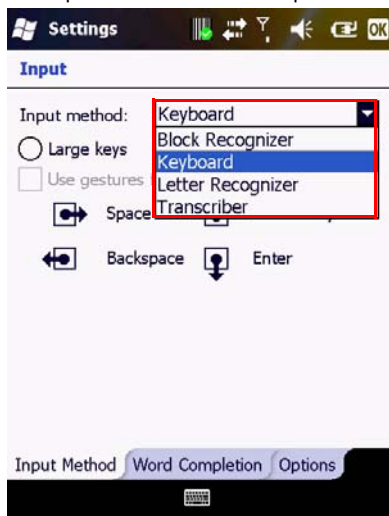 Settings
OK
Input
Input method: Keyboard
Block Recognizer
Large keys
Keyboard
Use gestures
Letter Recognizer
Space
Transcriber
Backspace
Enter
Input Method
Word Completion
Options